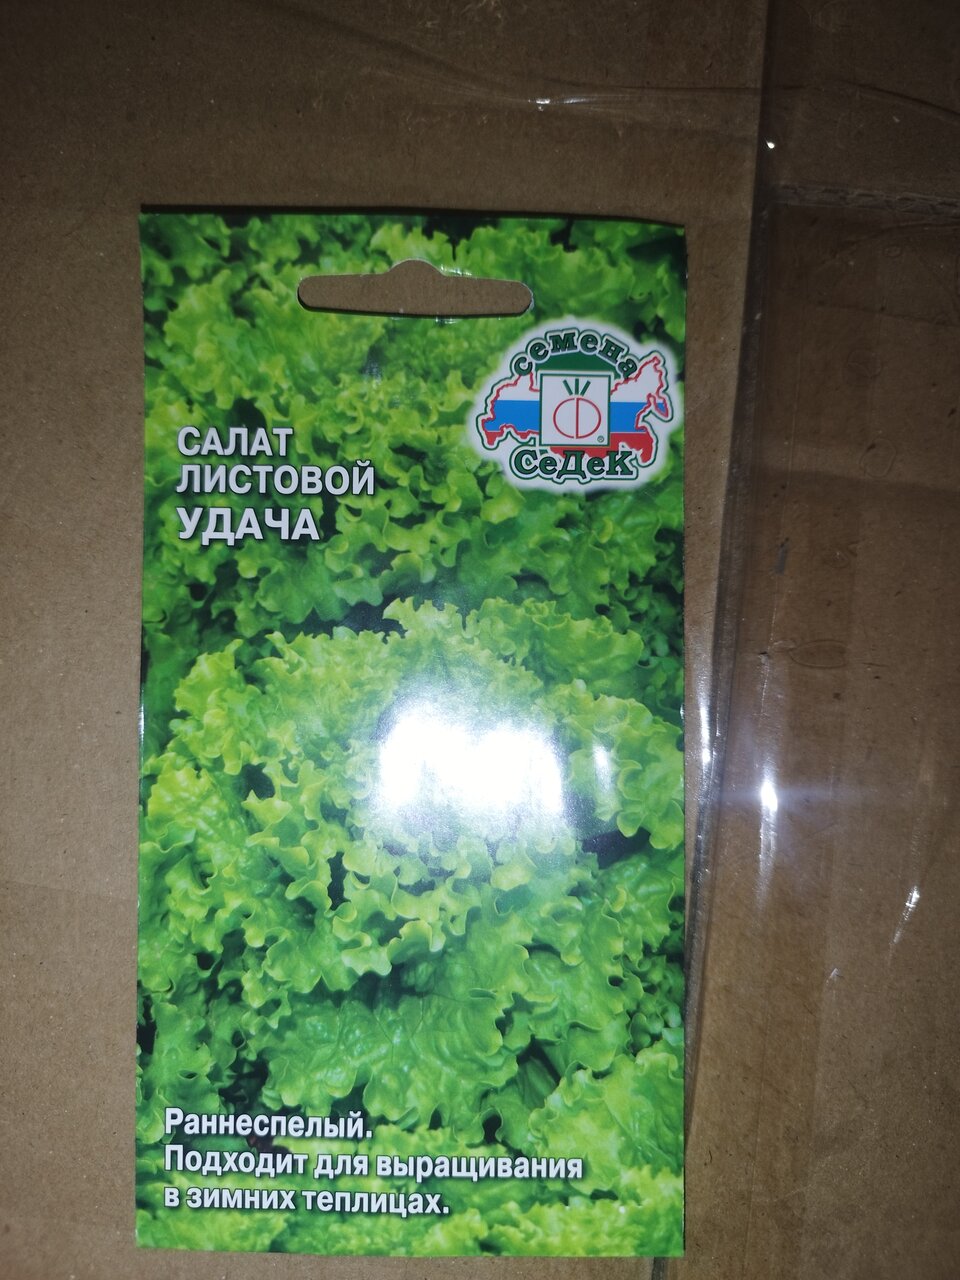 семена
СеДеК
САЛАТ
ЛИСТОВОЙ
УДАЧА
Раннеспелый.
Подходит для выращивания
в зимних теплицах.